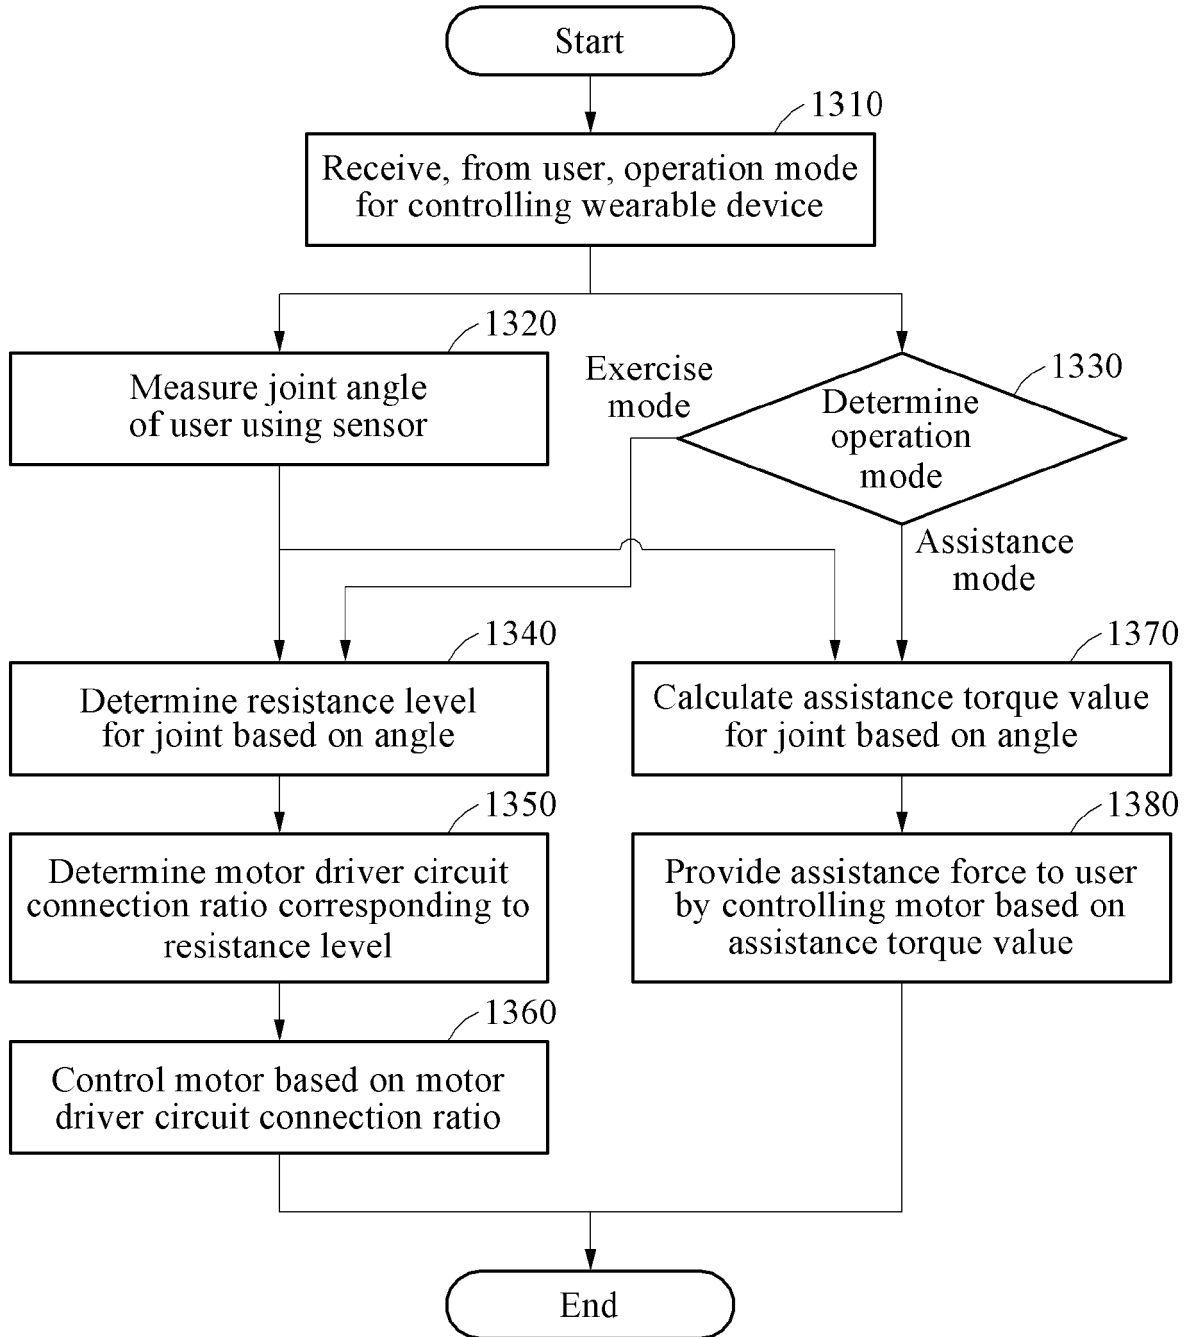 Start
1310
Receive, from user, operation mode
for controlling wearable device
1320
Measure joint angle
of user using sensor
Exercise
mode
1330
Determine
operation
mode
Assistance
mode
1340
Determine resistance level
for joint based on angle
1370
Calculate assistance torque value
for joint based on angle
1350
Determine motor driver circuit
connection ratio corresponding to
resistance level
1380
Provide assistance force to user
by controlling motor based on
assistance torque value
1360
Control motor based on motor
driver circuit connection ratio
End